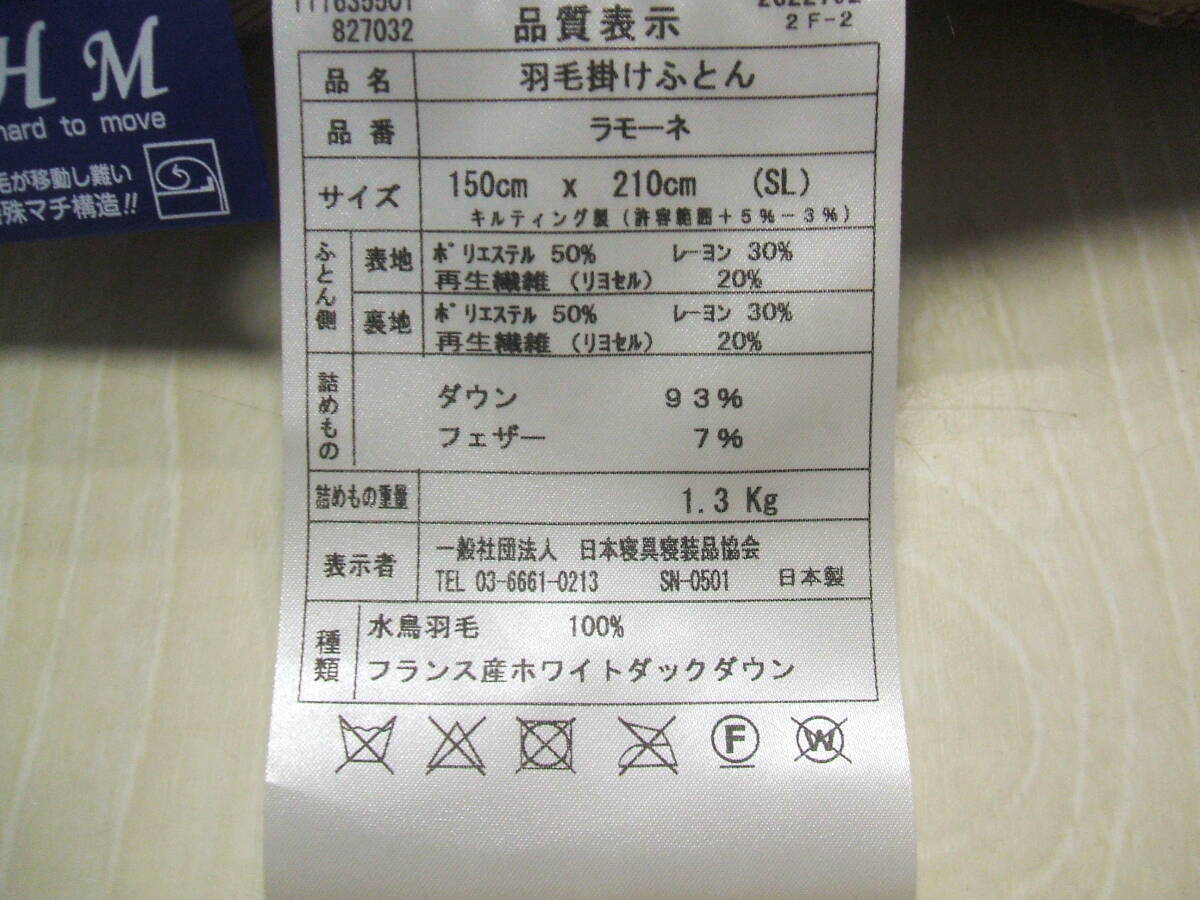 827032
品質表示
2F-2
品名 羽毛掛けふとん
品番 ラモーネ
サイズ 150cm x 210cm (SL)
キルティング製(許容範囲+5%-3%)
ふとん側 表地 ポリエステル 50% レーヨン 30%
再生繊維 (リヨセル) 20%
裏地 ポリエステル 50% レーヨン 30%
再生繊維 (リヨセル) 20%
詰めもの ダウン 93%
フェザー 7%
詰めもの重量 1.3 Kg
表示者 一般社団法人 日本寝具寝装品協会
TEL 03-6661-0213 SN-0501 日本製
種類 水鳥羽毛 100%
フランス産ホワイトダックダウン
F W
H M
hard to move
毛が移動し難い
特殊マチ構造!!